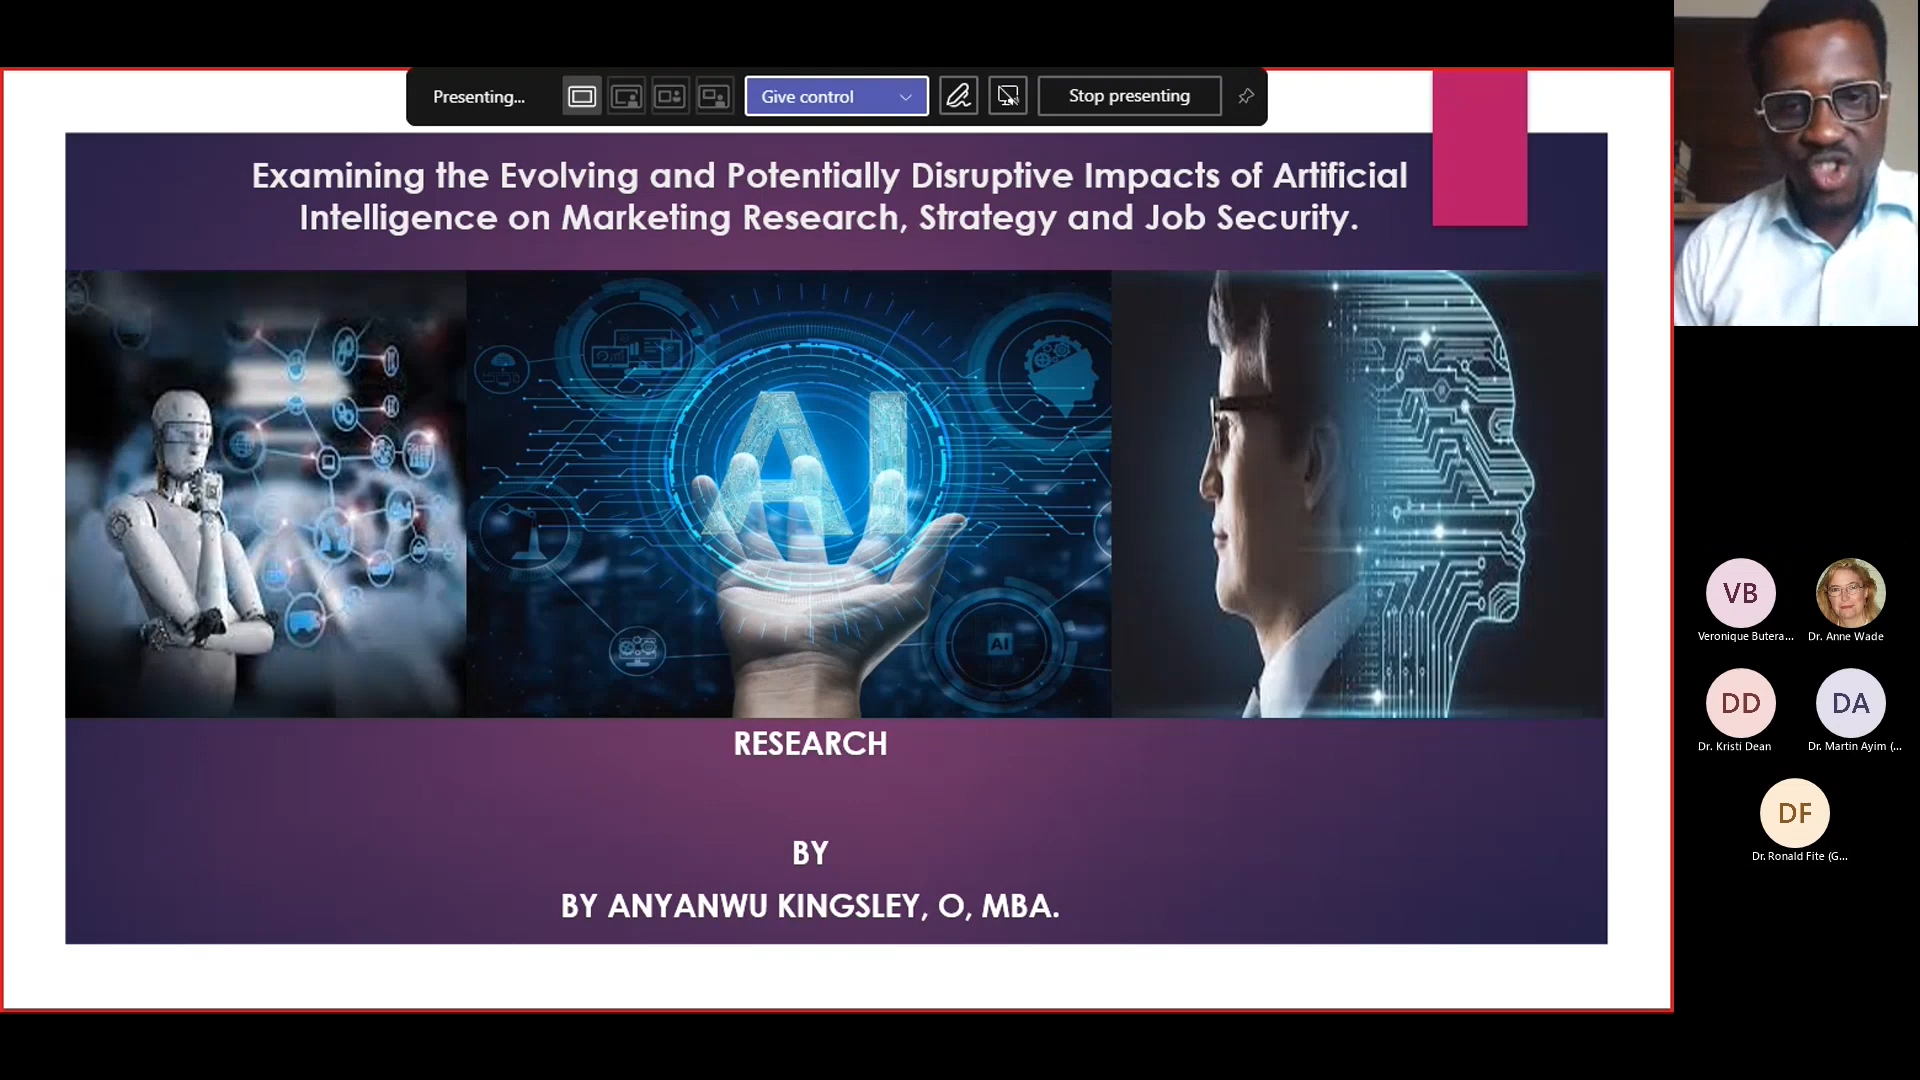 Presenting...
Give control
Stop presenting
Examining the Evolving and Potentially Disruptive Impacts of Artificial
Intelligence on Marketing Research, Strategy and Job Security.
AI
AI
RESEARCH
BY
BY ANYANWU KINGSLEY, O, MBA.
VB
Veronique Butera...
Dr. Anne Wade
DD
Dr. Kristi Dean
DA
Dr. Martin Ayim (...
DF
Dr. Ronald Fite (G...